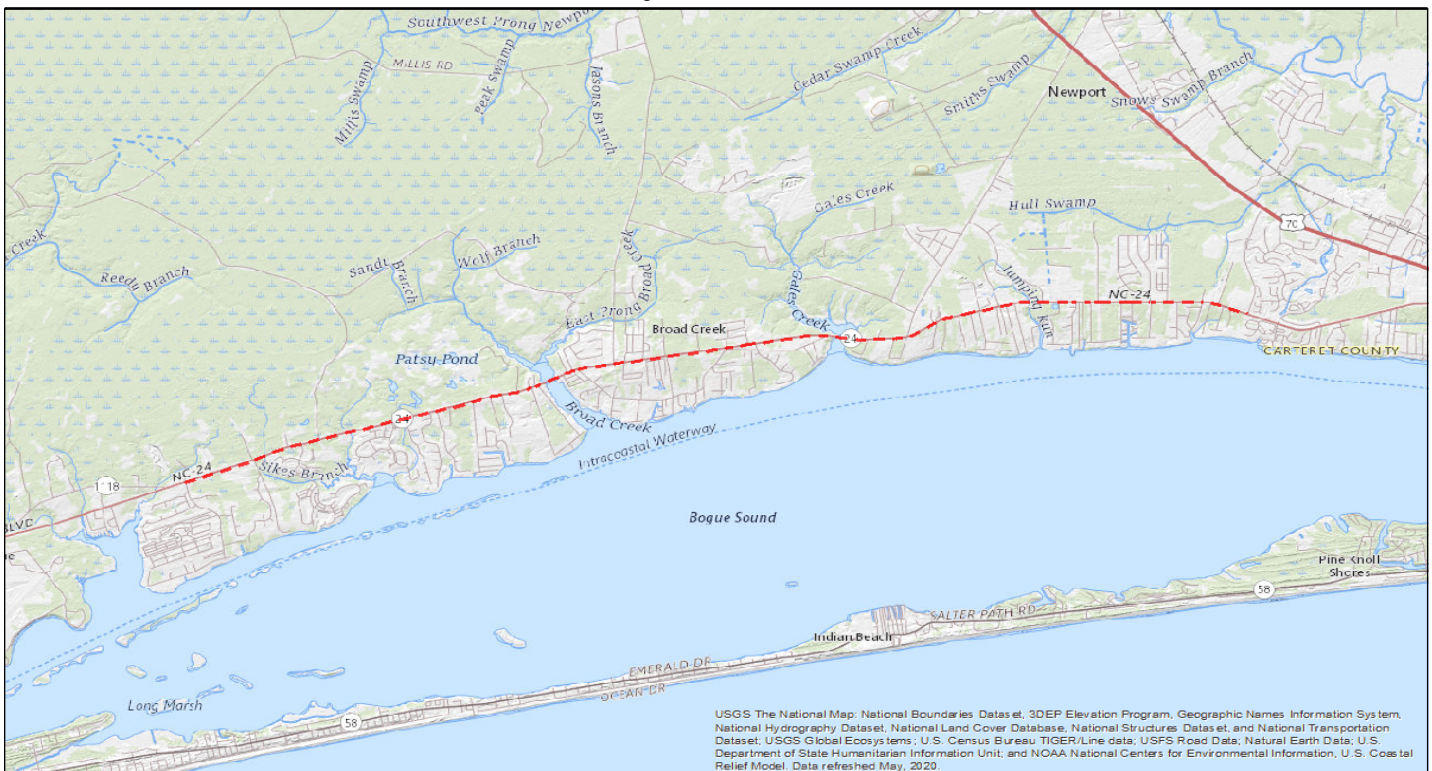 Southwest Prong Newpor
MILLIS RD
Millis Swamp
Peak Swamp
Jasons Branch
Cedar Swamp Creek
Smiths Swamp
Newport
Snows Swamp Branch
Gales Creek
Hull Swamp
70
Creek
Reedy Branch
Sandt Branch
Wolf Branch
East Prong Broad Creek
Gales Creek
Jumping Run
NC-24
Broad Creek
24
CARTERET COUNTY
Patsy Pond
24
Broad Creek
Intracoastal Waterway
NC-24
Sikes Branch
1118
BLVD
Bogue Sound
Pine Knoll
Shores
58
SALTER PATH RD
Indian Beach
EMERALD DR
OCEAN DR
Long Marsh
58
USGS The National Map: National Boundaries Dataset, 3DEP Elevation Program, Geographic Names Information System,
National Hydrography Dataset, National Land Cover Database, National Structures Dataset, and National Transportation
Dataset; USGS Global Ecosystems; U.S. Census Bureau TIGER/Line data; USFS Road Data; Natural Earth Data; U.S.
Department of State Humanitarian Information Unit; and NOAA National Centers for Environmental Information, U.S. Coastal
Relief Model. Data refreshed May, 2020.